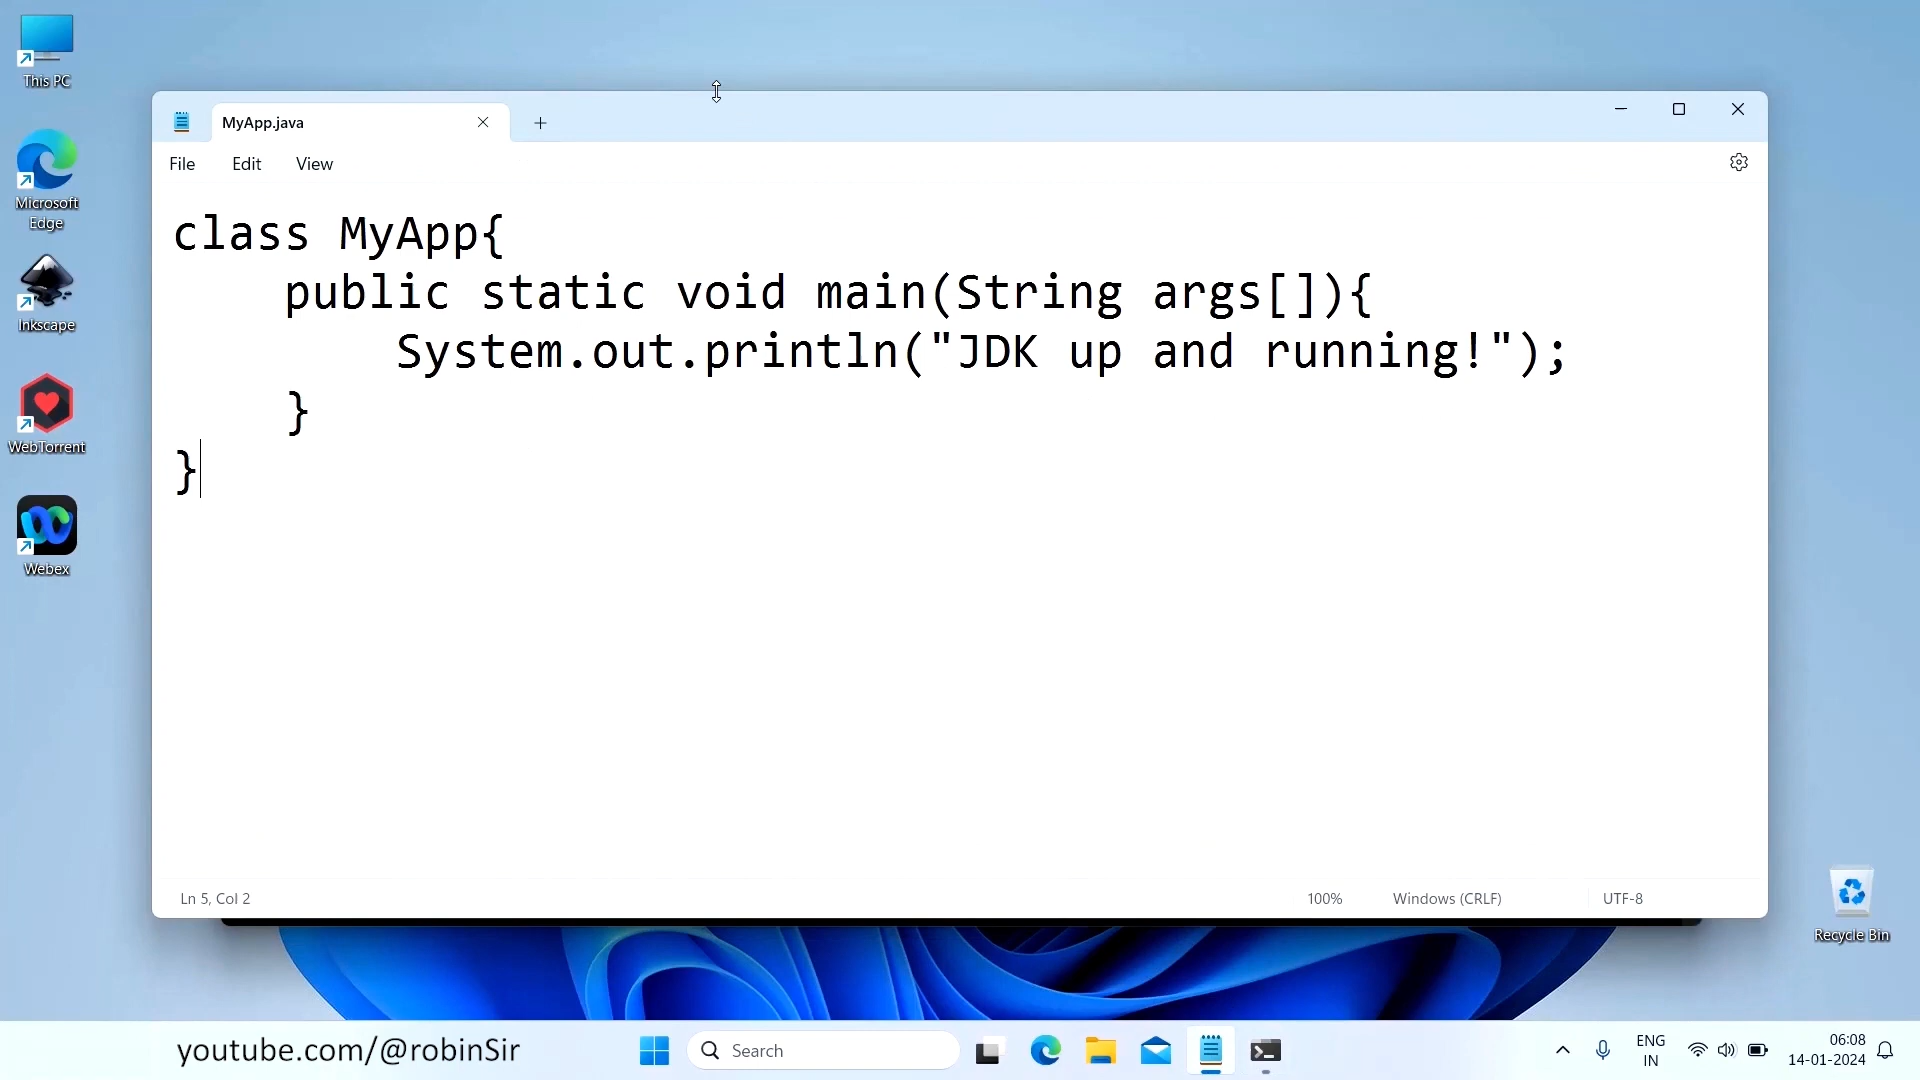 This PC
Microsoft
Edge
Inkscape
WebTorrent
Webex
MyApp.java
File Edit View
class MyApp{
public static void main(String args[]){
System.out.println("JDK up and running!");
}
}
Ln 5, Col 2
100%
Windows (CRLF)
UTF-8
Recycle Bin
youtube.com/@robinSir
Search
ENG
IN
06:08
14-01-2024